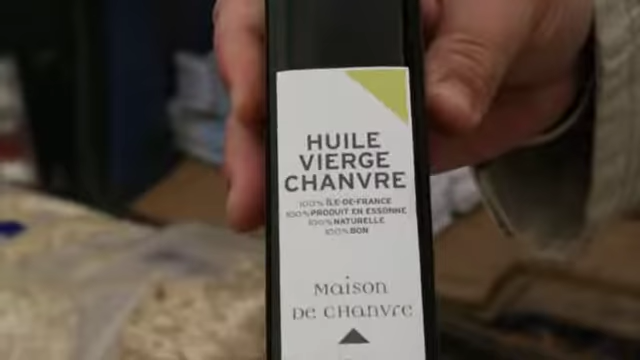 HUILE
VIERGE
CHANVRE
100% ÎLE-DE-FRANCE
100% PRODUIT EN ESSONNE
100% NATURELLE
100% BON
MAISON
DE CHANVRE